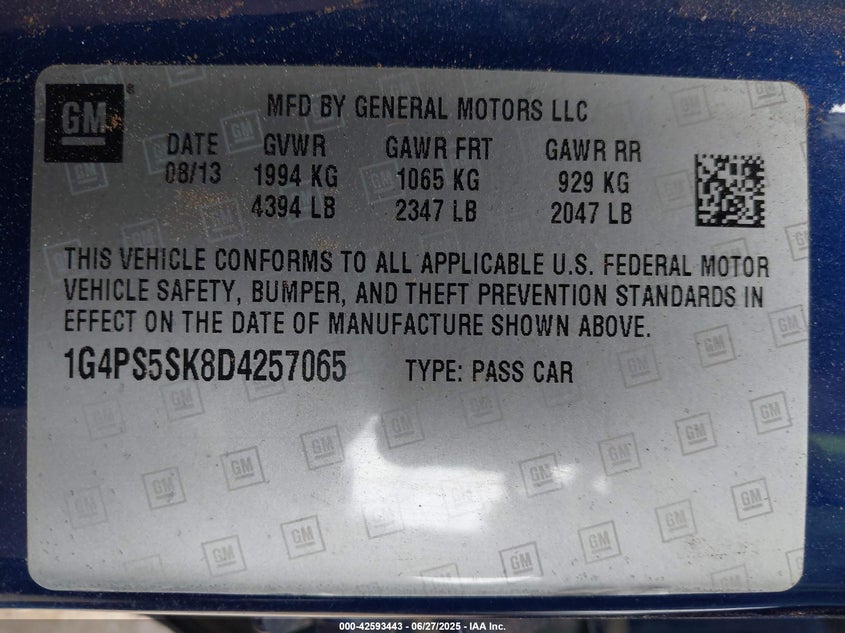 GM
MFD BY GENERAL MOTORS LLC
DATE GVWR GAWR FRT GAWR RR
08/13 1994 KG 1065 KG 929 KG
4394 LB 2347 LB 2047 LB
THIS VEHICLE CONFORMS TO ALL APPLICABLE U.S. FEDERAL MOTOR
VEHICLE SAFETY, BUMPER, AND THEFT PREVENTION STANDARDS IN
EFFECT ON THE DATE OF MANUFACTURE SHOWN ABOVE.
1G4PS5SK8D4257065 TYPE: PASS CAR
000-42593443 - 06/27/2025 - IAA Inc.